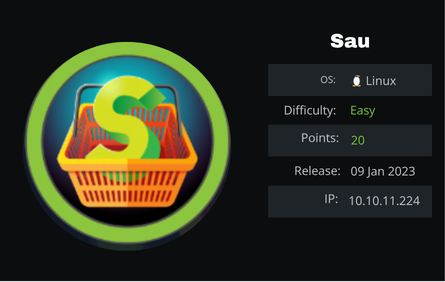 Sau
OS: Linux
Difficulty: Easy
Points: 20
Release: 09 Jan 2023
IP: 10.10.11.224
S